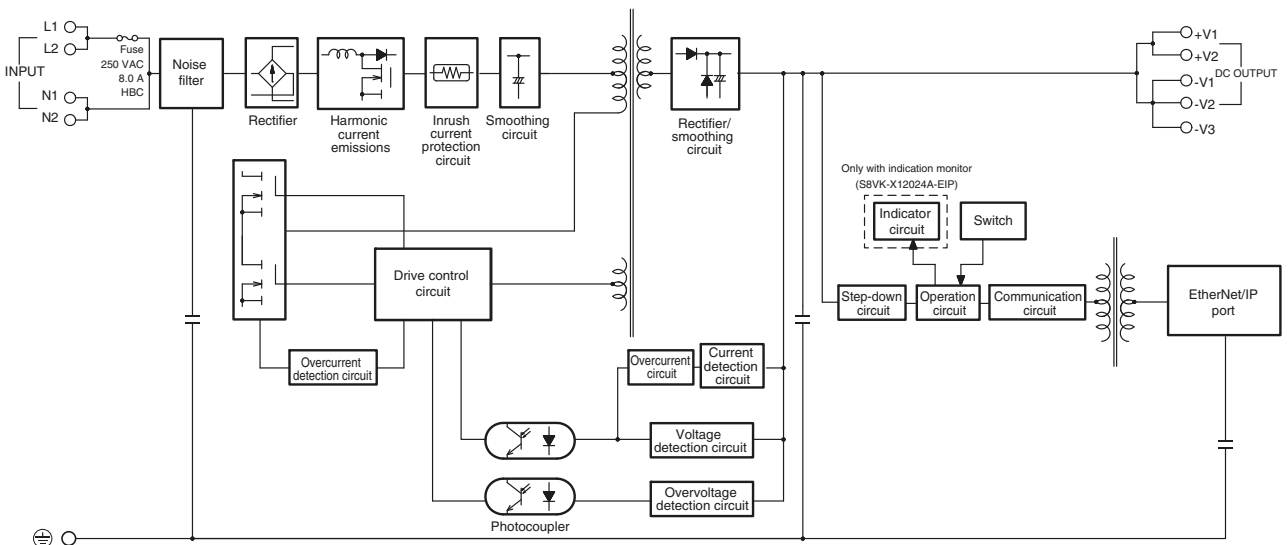 L1
L2
INPUT
N1
N2
Fuse
250 VAC
8.0 A
HBC
Noise
filter
Rectifier
Harmonic
current
emissions
Inrush
current
protection
circuit
Smoothing
circuit
Rectifier/
smoothing
circuit
+V1
+V2
DC OUTPUT
-V1
-V2
-V3
Only with indication monitor
(S8VK-X12024A-EIP)
Indicator
circuit
Switch
Drive control
circuit
Step-down
circuit
Operation
circuit
Communication
circuit
EtherNet/IP
port
Overcurrent
detection circuit
Overcurrent
circuit
Current
detection
circuit
Voltage
detection circuit
Overvoltage
detection circuit
Photocoupler